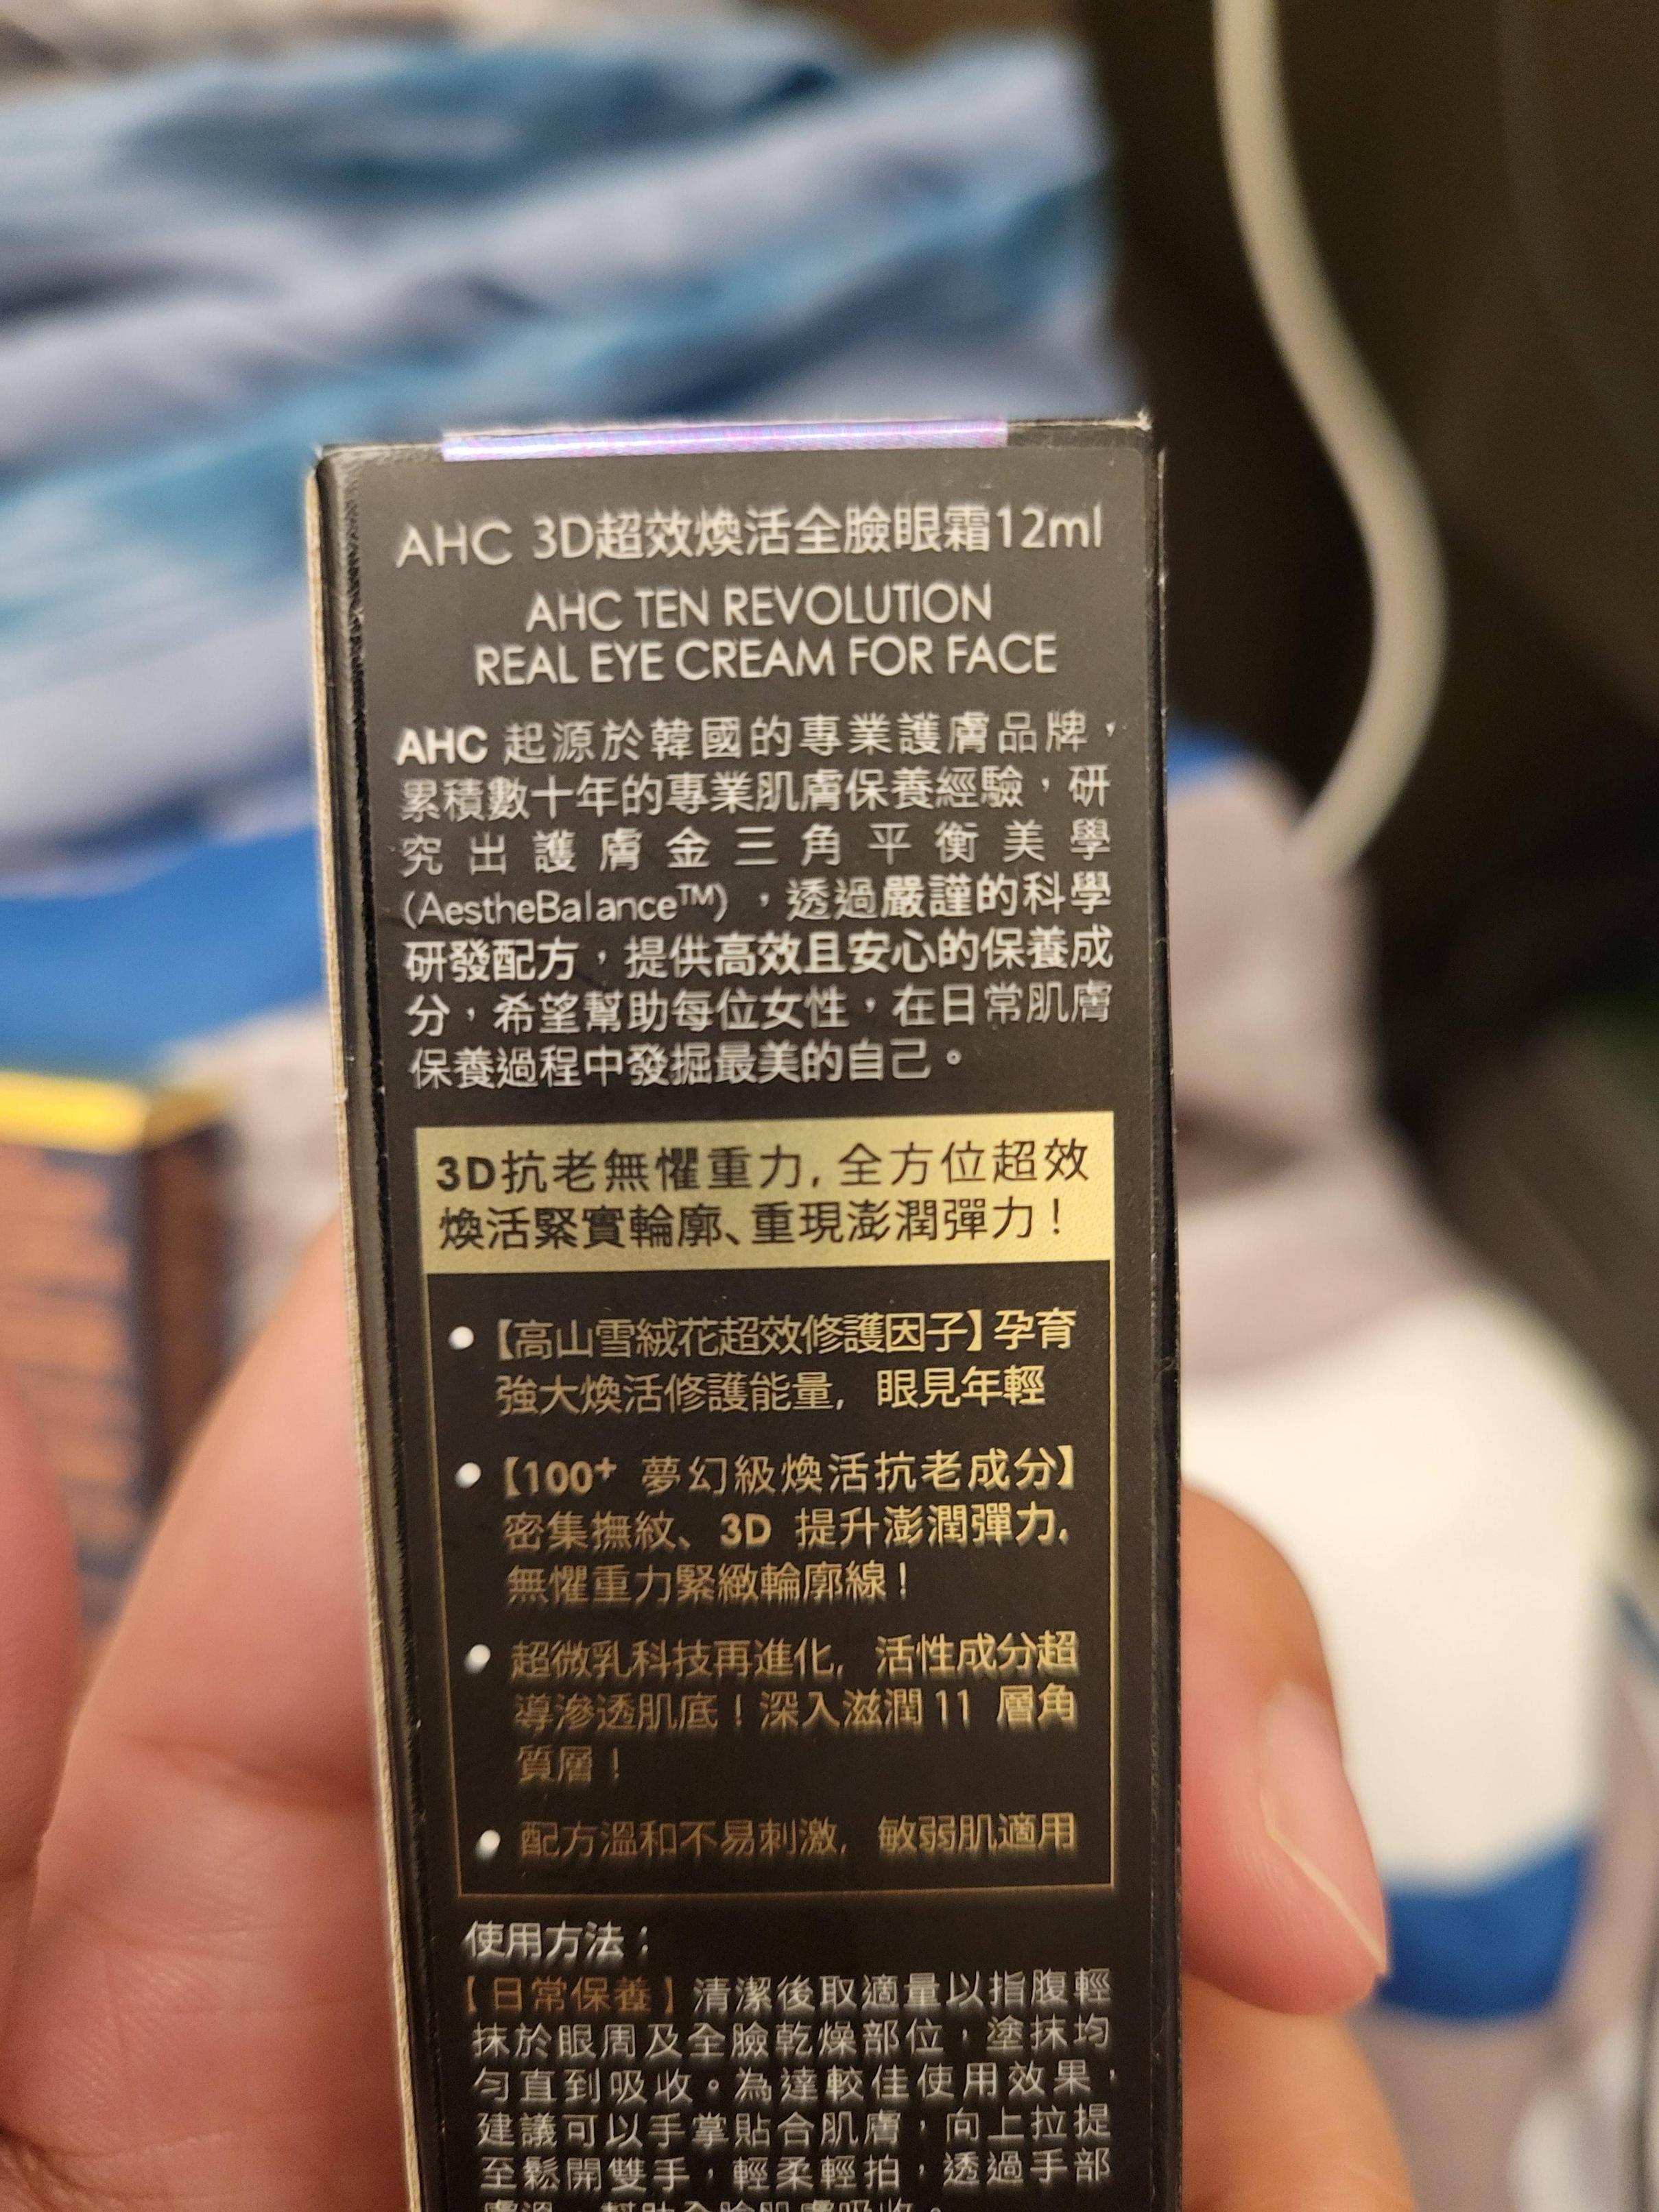 AHC 3D超效煥活全臉眼霜12ml
AHC TEN REVOLUTION
REAL EYE CREAM FOR FACE
AHC 起源於韓國的專業護膚品牌，
累積數十年的專業肌膚保養經驗，研
究出護膚金三角平衡美學
(AestheBalance™)，透過嚴謹的科學
研發配方，提供高效且安心的保養成
分，希望幫助每位女性，在日常肌膚
保養過程中發掘最美的自己。
3D抗老無懼重力, 全方位超效
煥活緊實輪廓、重現澎潤彈力！
• 【高山雪絨花超效修護因子】孕育
強大煥活修護能量, 眼見年輕
• 【100+ 夢幻級煥活抗老成分】
密集撫紋、3D 提升澎潤彈力,
無懼重力緊緻輪廓線！
• 超微乳科技再進化, 活性成分超
導滲透肌底！深入滋潤 11 層角
質層！
• 配方溫和不易刺激, 敏弱肌適用
使用方法：
【日常保養】清潔後取適量以指腹輕
抹於眼周及全臉乾燥部位，塗抹均
勻直到吸收。為達較佳使用效果，
建議可以手掌貼合肌膚，向上拉提
至鬆開雙手，輕柔輕拍，透過手部